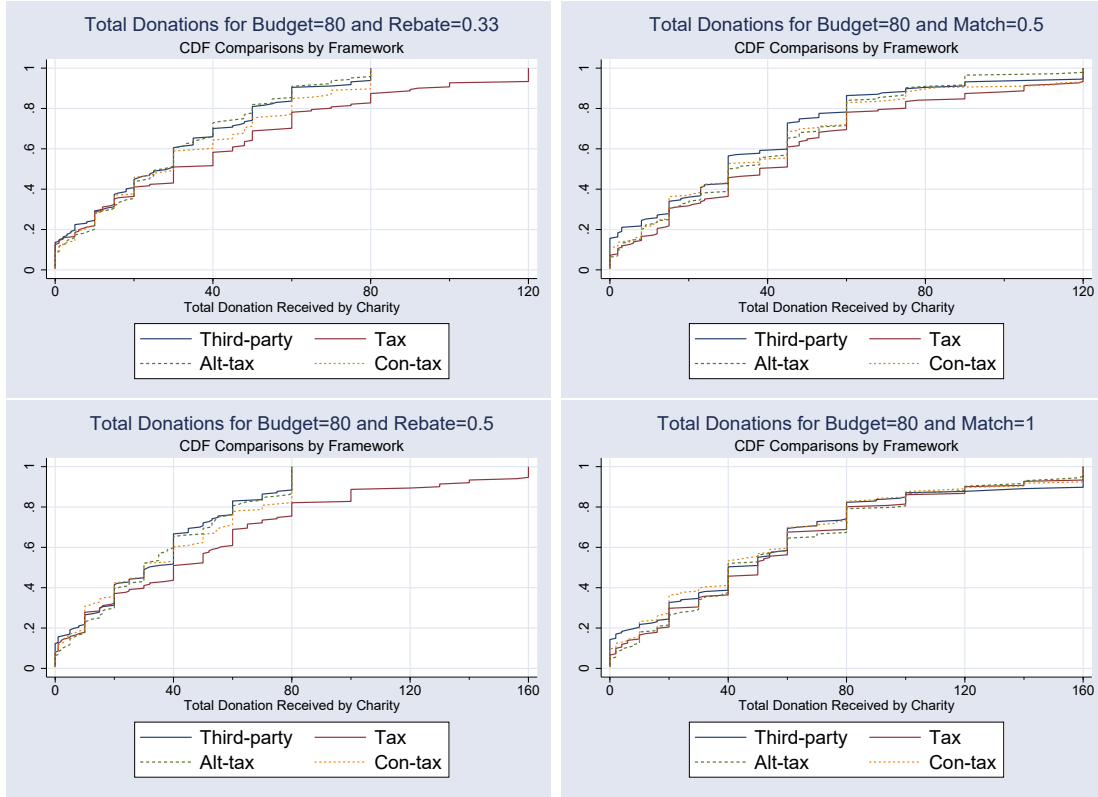 Total Donations for Budget=80 and Rebate=0.33
CDF Comparisons by Framework
1
.8
.6
.4
.2
0
0 40 80 120
Total Donation Received by Charity
Third-party Tax
Alt-tax Con-tax
Total Donations for Budget=80 and Match=0.5
CDF Comparisons by Framework
1
.8
.6
.4
.2
0
0 40 80 120
Total Donation Received by Charity
Third-party Tax
Alt-tax Con-tax
Total Donations for Budget=80 and Rebate=0.5
CDF Comparisons by Framework
1
.8
.6
.4
.2
0
0 40 80 120 160
Total Donation Received by Charity
Third-party Tax
Alt-tax Con-tax
Total Donations for Budget=80 and Match=1
CDF Comparisons by Framework
1
.8
.6
.4
.2
0
0 40 80 120 160
Total Donation Received by Charity
Third-party Tax
Alt-tax Con-tax